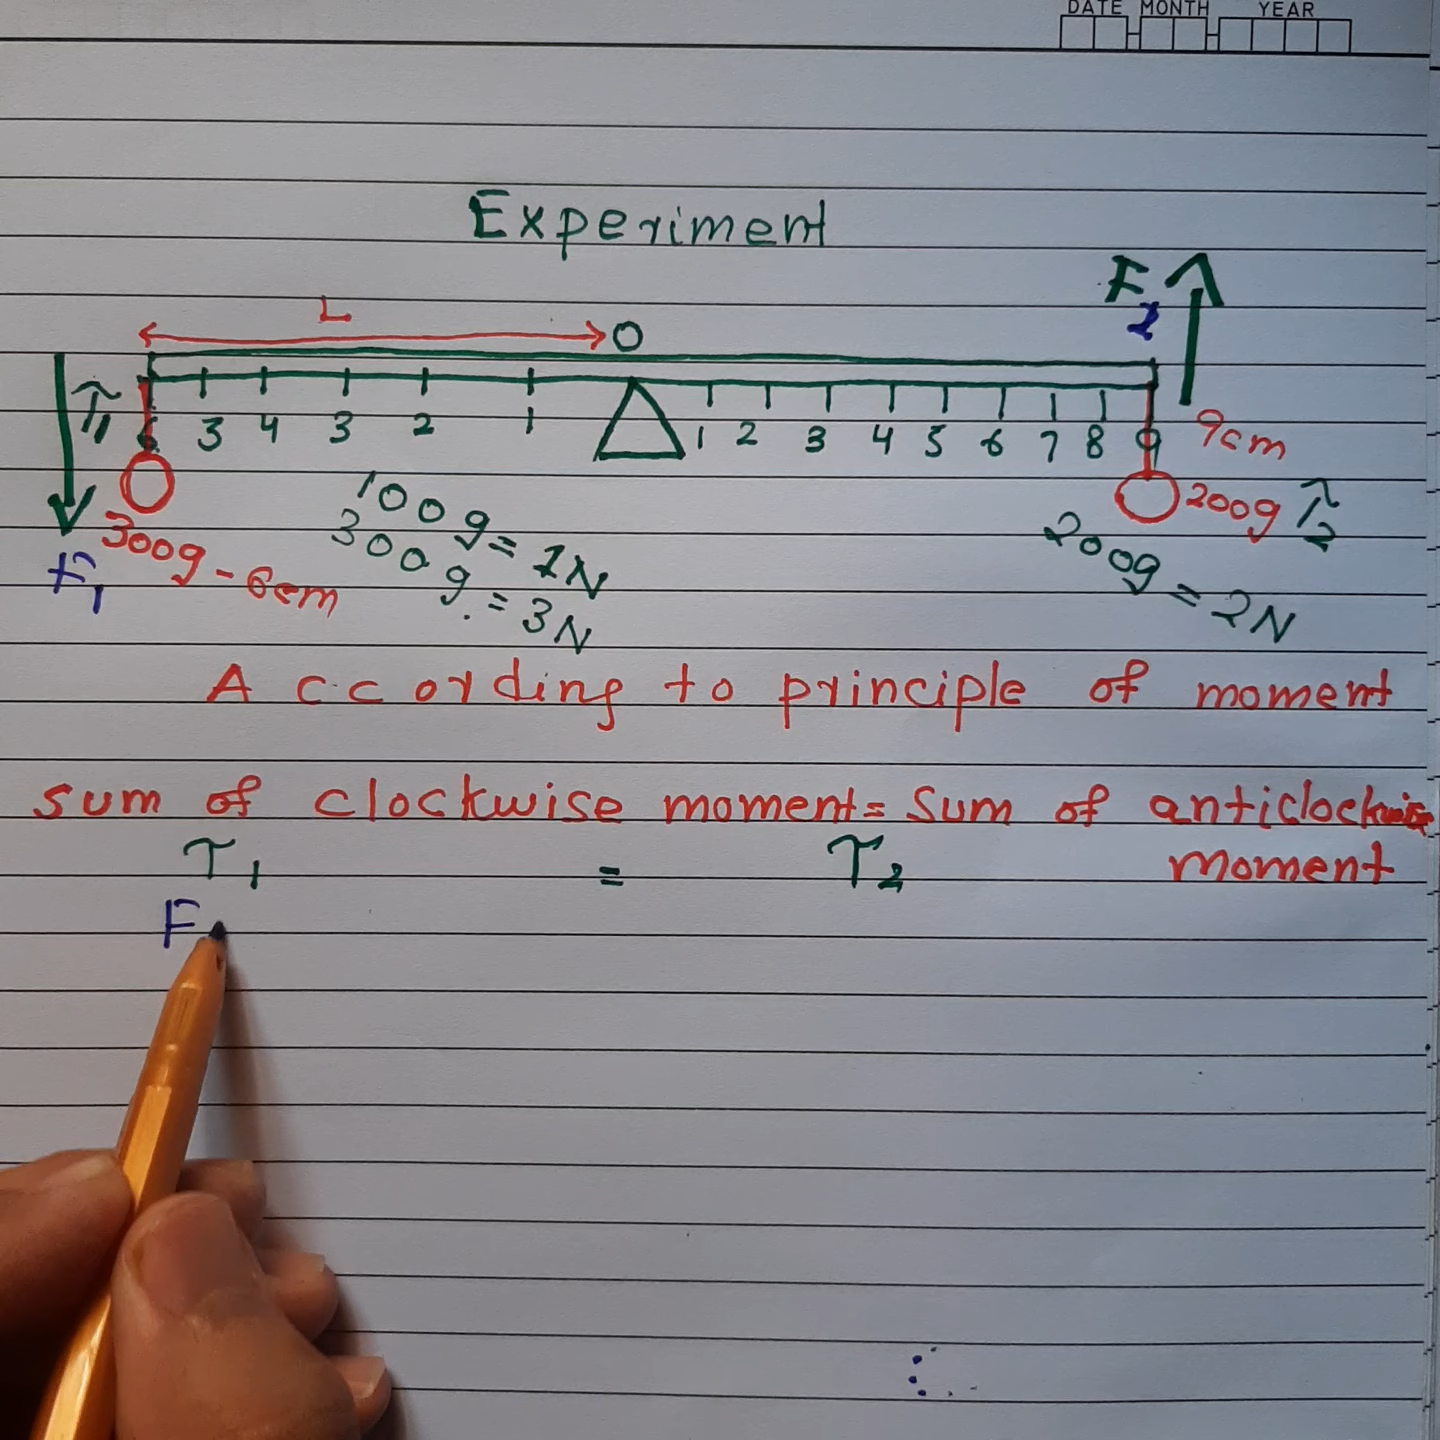 DATE MONTH YEAR
Experiment
F2
L
O
τ1
6 3 4 3 2 1 1 2 3 4 5 6 7 8 9
9cm
300g - 6cm
F1
100g = 1N
300g = 3N
200g τ2
200g = 2N
According to principle of moment
sum of clockwise moment = sum of anticlockwise
τ1 = τ2 moment
F